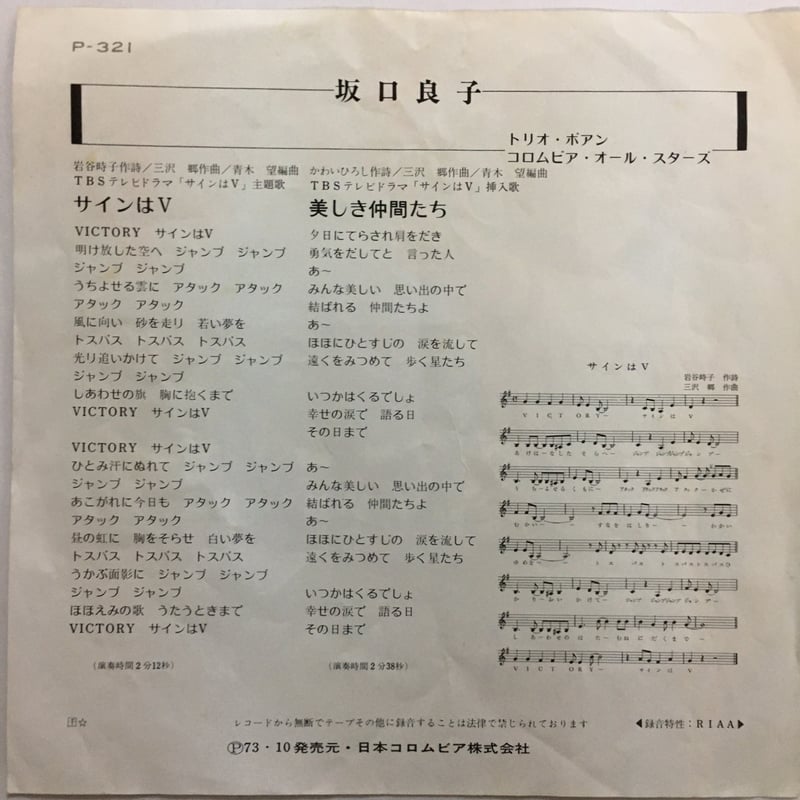 P-321
坂口良子
トリオ・ボアン
コロムビア・オール・スターズ
岩谷時子作詩／三沢　郷作曲／青木　望編曲
TBSテレビドラマ「サインはV」主題歌
サインはV
VICTORY　サインはV
明け放した空へ　ジャンプ　ジャンプ
ジャンプ　ジャンプ
うちよせる雲に　アタック　アタック
アタック　アタック
風に向い　砂を走り　若い夢を
トスパス　トスパス　トスパス
光り追いかけて　ジャンプ　ジャンプ
ジャンプ　ジャンプ
しあわせの旗　胸に抱くまで
VICTORY　サインはV
VICTORY　サインはV
ひとみ汗にぬれて　ジャンプ　ジャンプ
ジャンプ　ジャンプ
あこがれに今日も　アタック　アタック
アタック　アタック
昼の虹に　胸をそらせ　白い夢を
トスパス　トスパス　トスパス
うかぶ面影に　ジャンプ　ジャンプ
ジャンプ　ジャンプ
ほほえみの歌　うたうときまで
VICTORY　サインはV
（演奏時間2分12秒）
かわいひろし作詩／三沢　郷作曲／青木　望編曲
TBSテレビドラマ「サインはV」挿入歌
美しき仲間たち
夕日にてらされ肩をだき
勇気をだしてと　言った人
あ〜
みんな美しい　思い出の中で
結ばれる　仲間たちよ
あ〜
ほほにひとすじの　涙を流して
遠くをみつめて　歩く星たち
いつかはくるでしょ
幸せの涙で　語る日
その日まで
あ〜
みんな美しい　思い出の中で
結ばれる　仲間たちよ
あ〜
ほほにひとすじの　涙を流して
遠くをみつめて　歩く星たち
いつかはくるでしょ
幸せの涙で　語る日
その日まで
（演奏時間2分38秒）
サインはV
岩谷時子　作詩
三沢　郷　作曲
VICTORY－　サインは　V
レコードから無断でテープその他に録音することは法律で禁じられております
◀録音特性：RIAA▶
Ⓟ73・10発売元・日本コロムビア株式会社